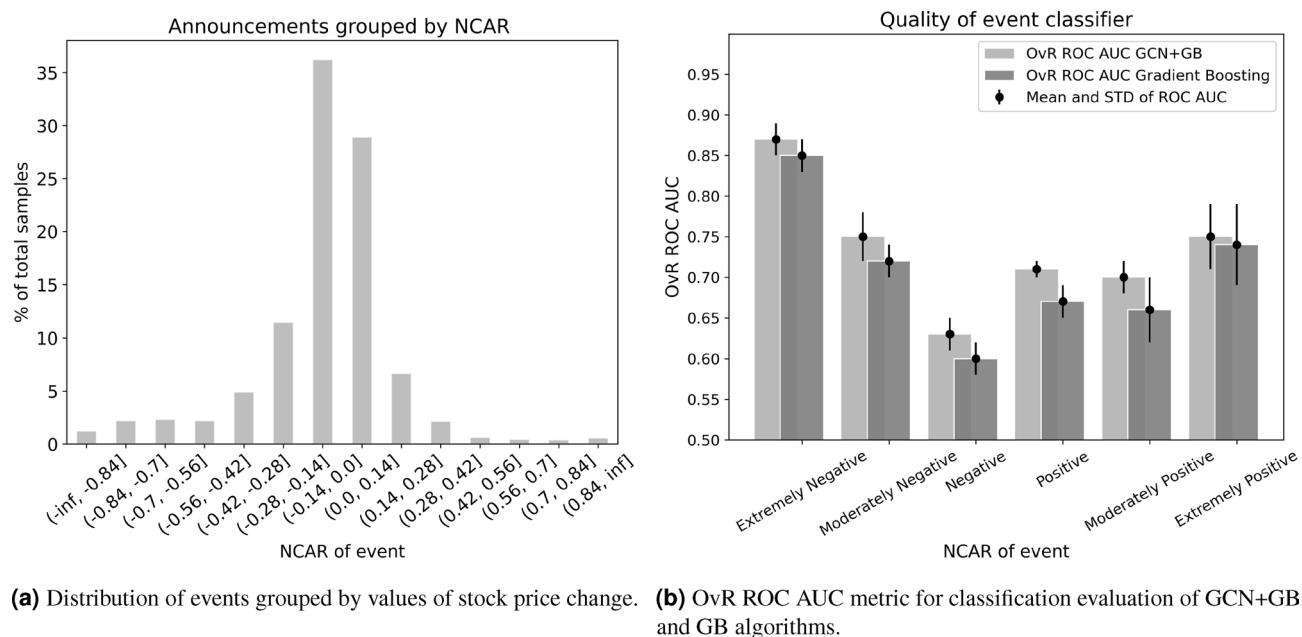 Announcements grouped by NCAR
% of total samples
35
30
25
20
15
10
5
0
(-inf, -0.84]
(-0.84, -0.7]
(-0.7, -0.56]
(-0.56, -0.42]
(-0.42, -0.28]
(-0.28, -0.14]
(-0.14, 0.0]
(0.0, 0.14]
(0.14, 0.28]
(0.28, 0.42]
(0.42, 0.56]
(0.56, 0.7]
(0.7, 0.84]
(0.84, inf]
NCAR of event
(a) Distribution of events grouped by values of stock price change.
Quality of event classifier
OvR ROC AUC GCN+GB
OvR ROC AUC Gradient Boosting
Mean and STD of ROC AUC
OvR ROC AUC
0.95
0.90
0.85
0.80
0.75
0.70
0.65
0.60
0.55
0.50
Extremely Negative
Moderately Negative
Negative
Positive
Moderately Positive
Extremely Positive
NCAR of event
(b) OvR ROC AUC metric for classification evaluation of GCN+GB
and GB algorithms.